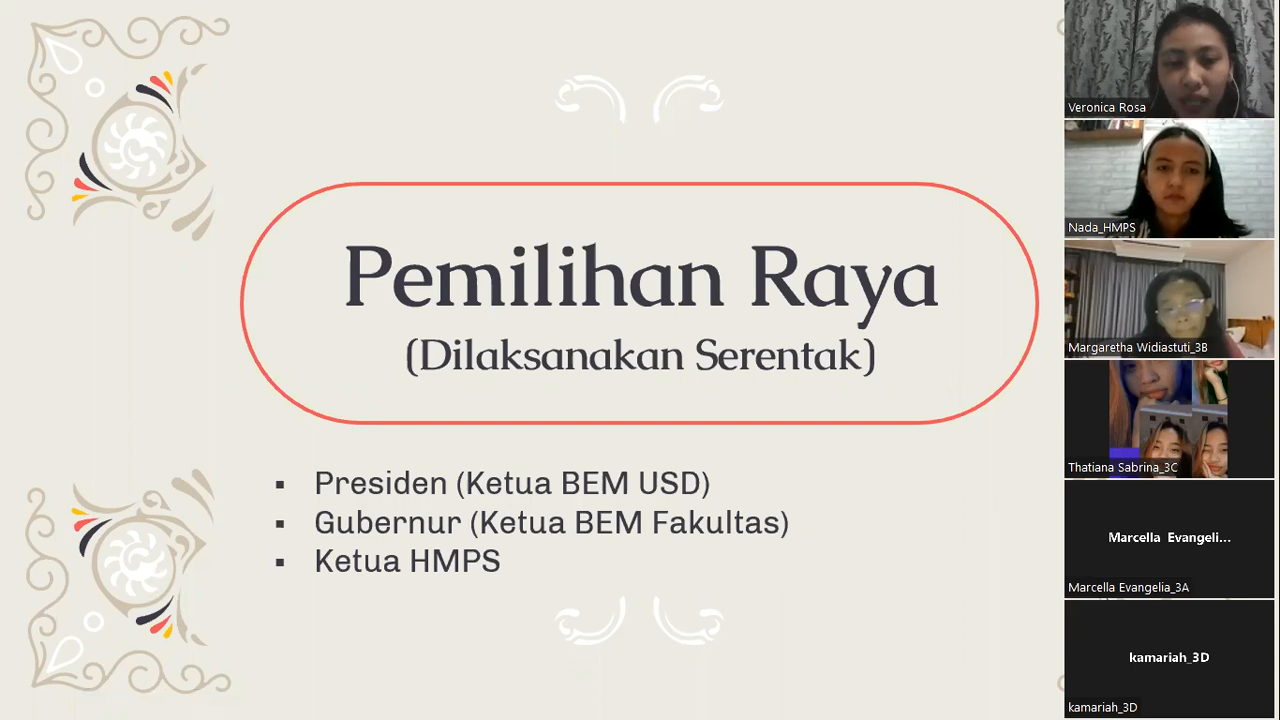 Pemilihan Raya
(Dilaksanakan Serentak)
▪ Presiden (Ketua BEM USD)
▪ Gubernur (Ketua BEM Fakultas)
▪ Ketua HMPS
Veronica Rosa
Nada_HMPS
Margaretha Widiastuti_3B
Thatiana Sabrina_3C
Marcella Evangeli...
Marcella Evangelia_3A
kamariah_3D
kamariah_3D